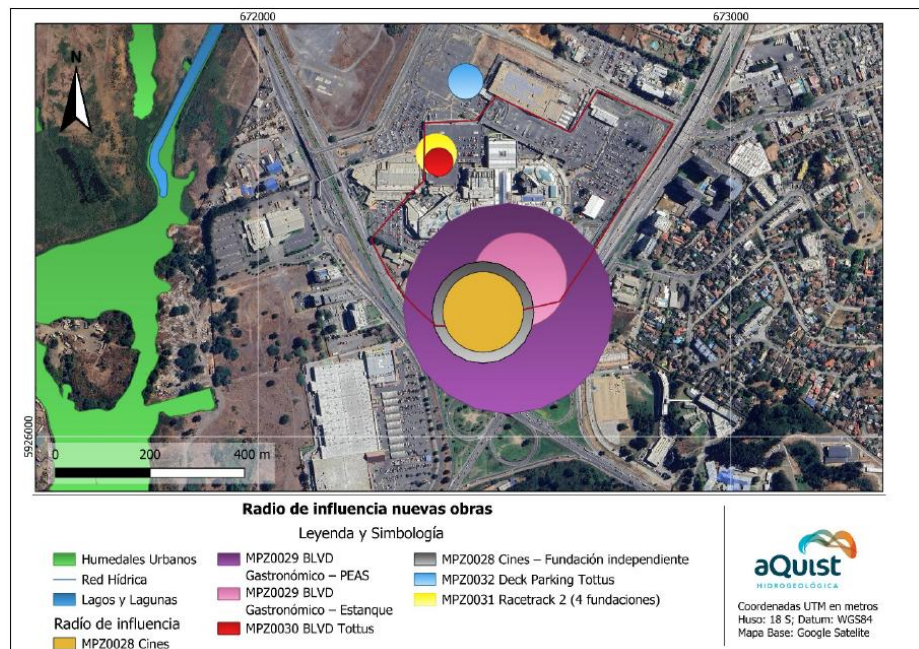 672000
673000
N
5926000
0
200
400 m
Radio de influencia nuevas obras
Leyenda y Simbología
Humedales Urbanos
Red Hídrica
Lagos y Lagunas
Radio de influencia
MPZ0028 Cines
MPZ0029 BLVD
Gastronómico – PEAS
MPZ0029 BLVD
Gastronómico – Estanque
MPZ0030 BLVD Tottus
MPZ0028 Cines – Fundación independiente
MPZ0032 Deck Parking Tottus
MPZ0031 Racetrack 2 (4 fundaciones)
aQuist
HIDROGEOLÓGICA
Coordenadas UTM en metros
Huso: 18 S; Datum: WGS84
Mapa Base: Google Satelite